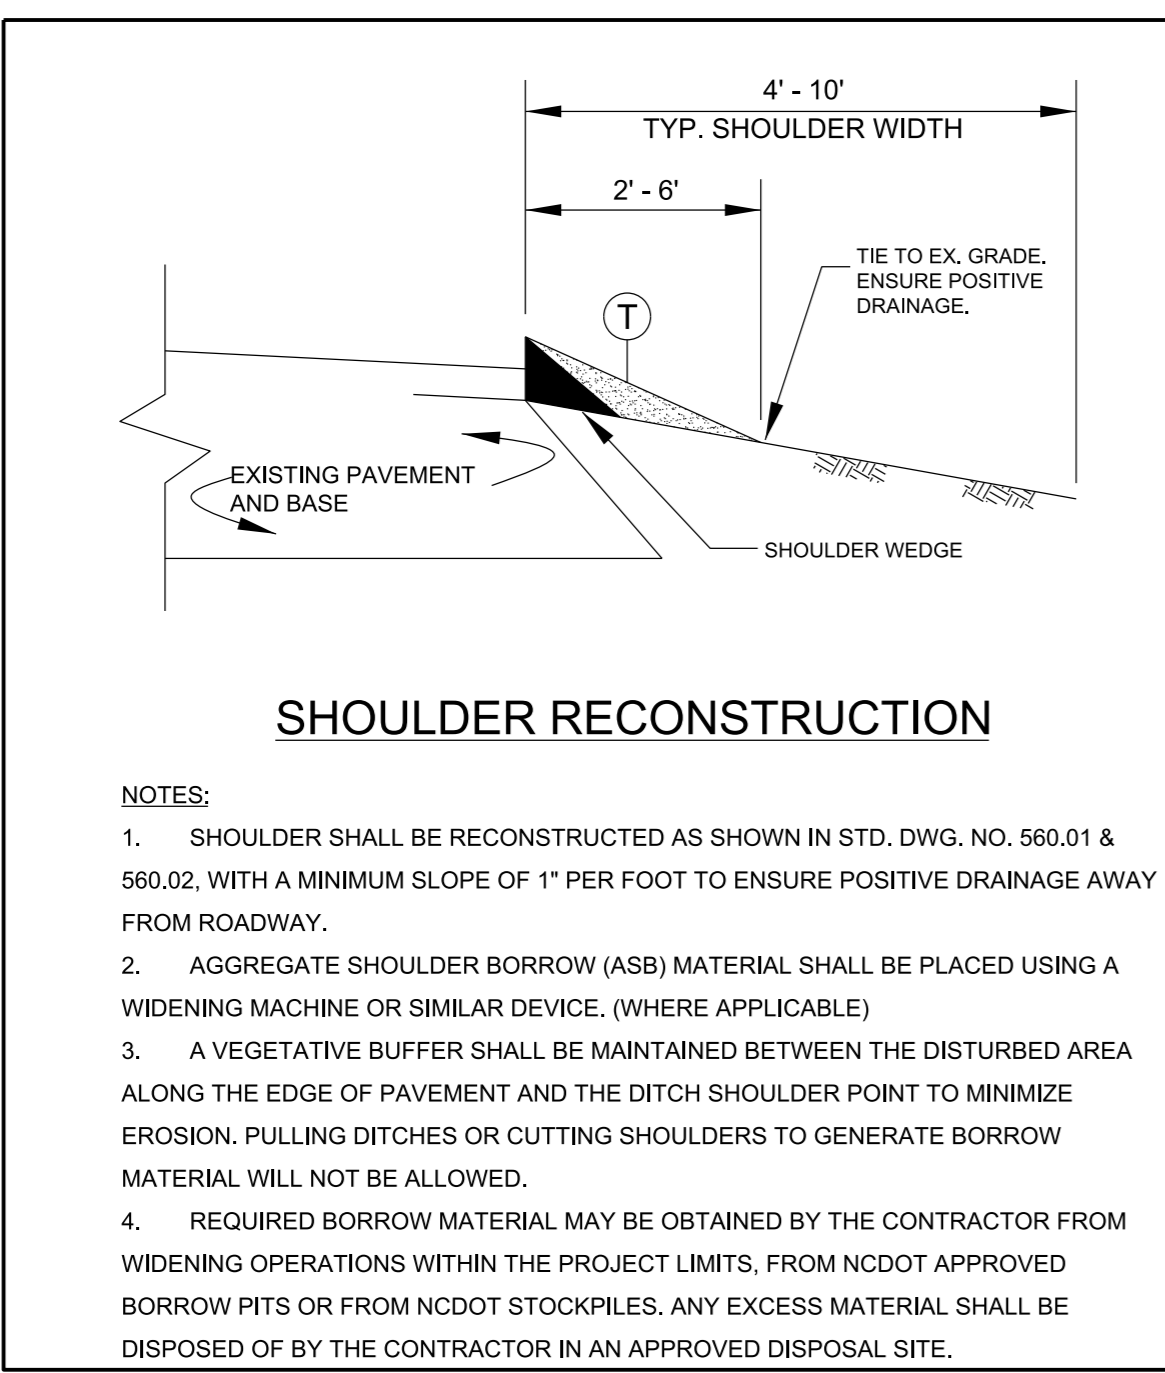 4' - 10'
TYP. SHOULDER WIDTH
2' - 6'
TIE TO EX. GRADE.
ENSURE POSITIVE
DRAINAGE.
T
EXISTING PAVEMENT
AND BASE
SHOULDER WEDGE
SHOULDER RECONSTRUCTION
NOTES:
1. SHOULDER SHALL BE RECONSTRUCTED AS SHOWN IN STD. DWG. NO. 560.01 &
560.02, WITH A MINIMUM SLOPE OF 1" PER FOOT TO ENSURE POSITIVE DRAINAGE AWAY
FROM ROADWAY.
2. AGGREGATE SHOULDER BORROW (ASB) MATERIAL SHALL BE PLACED USING A
WIDENING MACHINE OR SIMILAR DEVICE. (WHERE APPLICABLE)
3. A VEGETATIVE BUFFER SHALL BE MAINTAINED BETWEEN THE DISTURBED AREA
ALONG THE EDGE OF PAVEMENT AND THE DITCH SHOULDER POINT TO MINIMIZE
EROSION. PULLING DITCHES OR CUTTING SHOULDERS TO GENERATE BORROW
MATERIAL WILL NOT BE ALLOWED.
4. REQUIRED BORROW MATERIAL MAY BE OBTAINED BY THE CONTRACTOR FROM
WIDENING OPERATIONS WITHIN THE PROJECT LIMITS, FROM NCDOT APPROVED
BORROW PITS OR FROM NCDOT STOCKPILES. ANY EXCESS MATERIAL SHALL BE
DISPOSED OF BY THE CONTRACTOR IN AN APPROVED DISPOSAL SITE.